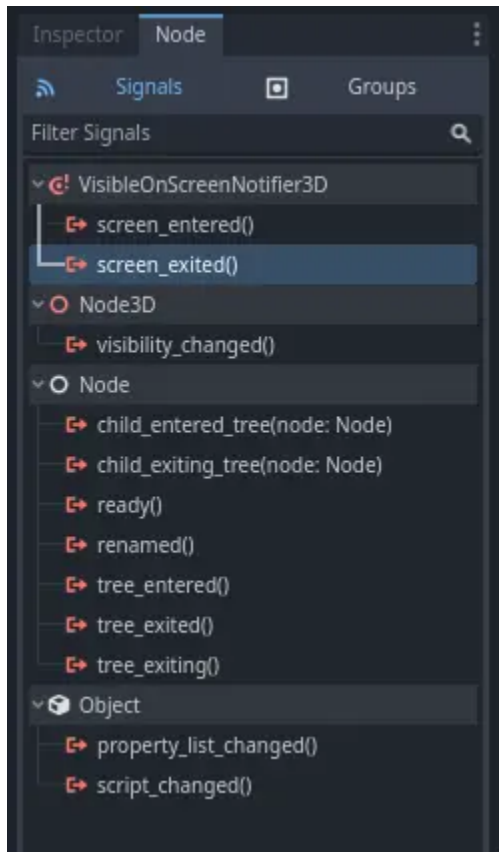 Inspector Node
Signals Groups
Filter Signals
VisibleOnScreenNotifier3D
screen_entered()
screen_exited()
Node3D
visibility_changed()
Node
child_entered_tree(node: Node)
child_exiting_tree(node: Node)
ready()
renamed()
tree_entered()
tree_exited()
tree_exiting()
Object
property_list_changed()
script_changed()